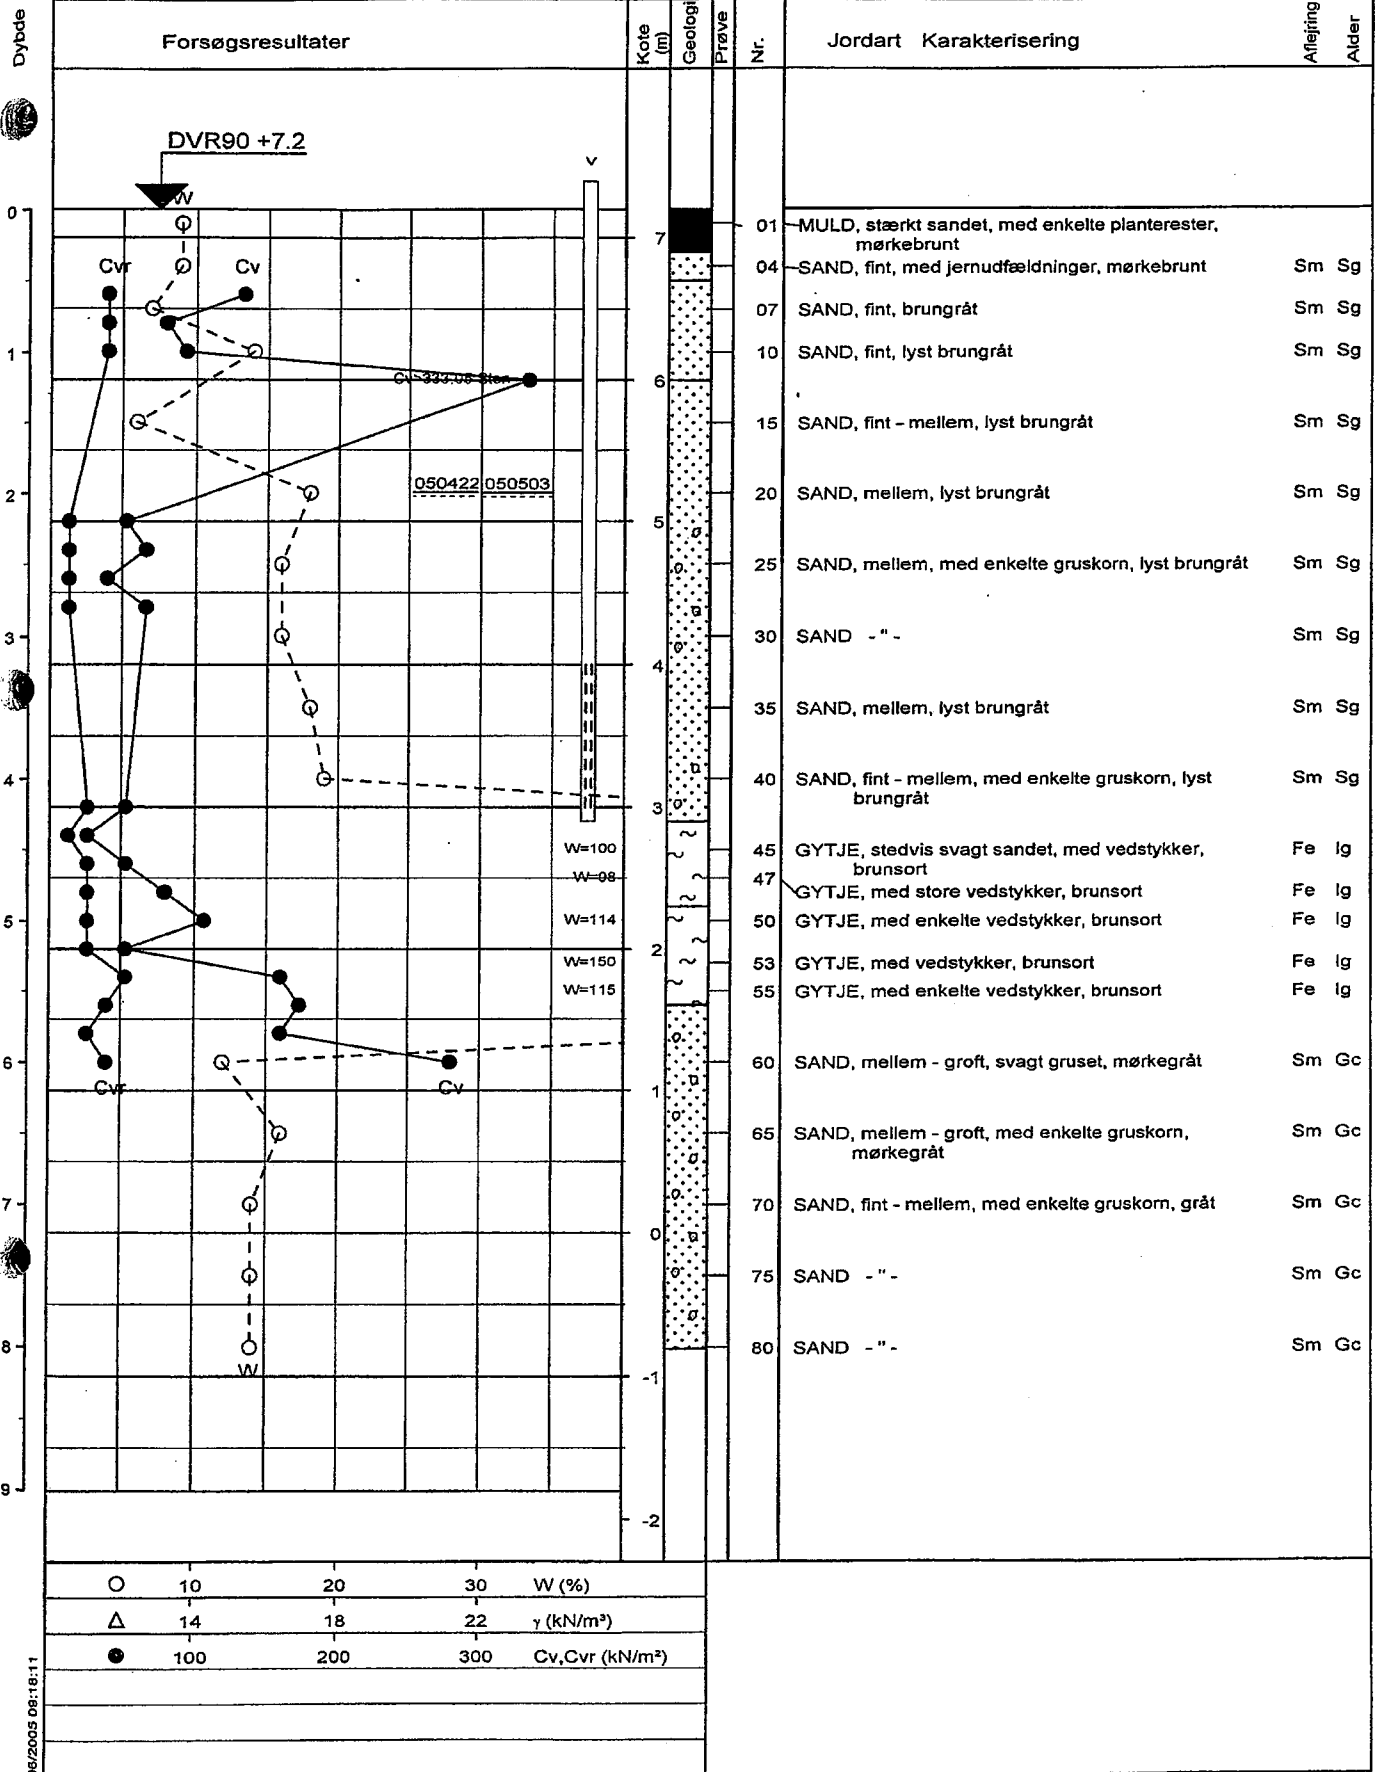 Dybde
Forsøgsresultater
Kote (m)
Geologi
Prøve
Nr.
Jordart Karakterisering
Aflejring
Alder
DVR90 +7.2
v
W
0
7
01 MULD, stærkt sandet, med enkelte planterester,
mørkebrunt
Cvr
Cv
04 SAND, fint, med jernudfældninger, mørkebrunt Sm Sg
07 SAND, fint, brungråt Sm Sg
1
10 SAND, fint, lyst brungråt Sm Sg
6
15 SAND, fint - mellem, lyst brungråt Sm Sg
050422 050503
2
20 SAND, mellem, lyst brungråt Sm Sg
5
25 SAND, mellem, med enkelte gruskorn, lyst brungråt Sm Sg
3
30 SAND - " - Sm Sg
4
35 SAND, mellem, lyst brungråt Sm Sg
4
40 SAND, fint - mellem, med enkelte gruskorn, lyst Sm Sg
brungråt
3
W=100
45 GYTJE, stedvis svagt sandet, med vedstykker, Fe Ig
brunsort
47 GYTJE, med store vedstykker, brunsort Fe Ig
5
W=114
50 GYTJE, med enkelte vedstykker, brunsort Fe Ig
2
W=150
53 GYTJE, med vedstykker, brunsort Fe Ig
W=115
55 GYTJE, med enkelte vedstykker, brunsort Fe Ig
6
60 SAND, mellem - groft, svagt gruset, mørkegråt Sm Gc
Cvr
Cv
1
65 SAND, mellem - groft, med enkelte gruskorn, Sm Gc
mørkegråt
7
70 SAND, fint - mellem, med enkelte gruskorn, gråt Sm Gc
0
75 SAND - " - Sm Gc
8
80 SAND - " - Sm Gc
W
-1
9
-2
10 20 30 W (%)
14 18 22 γ (kN/m³)
100 200 300 Cv,Cvr (kN/m²)
6/2005 09:18:11